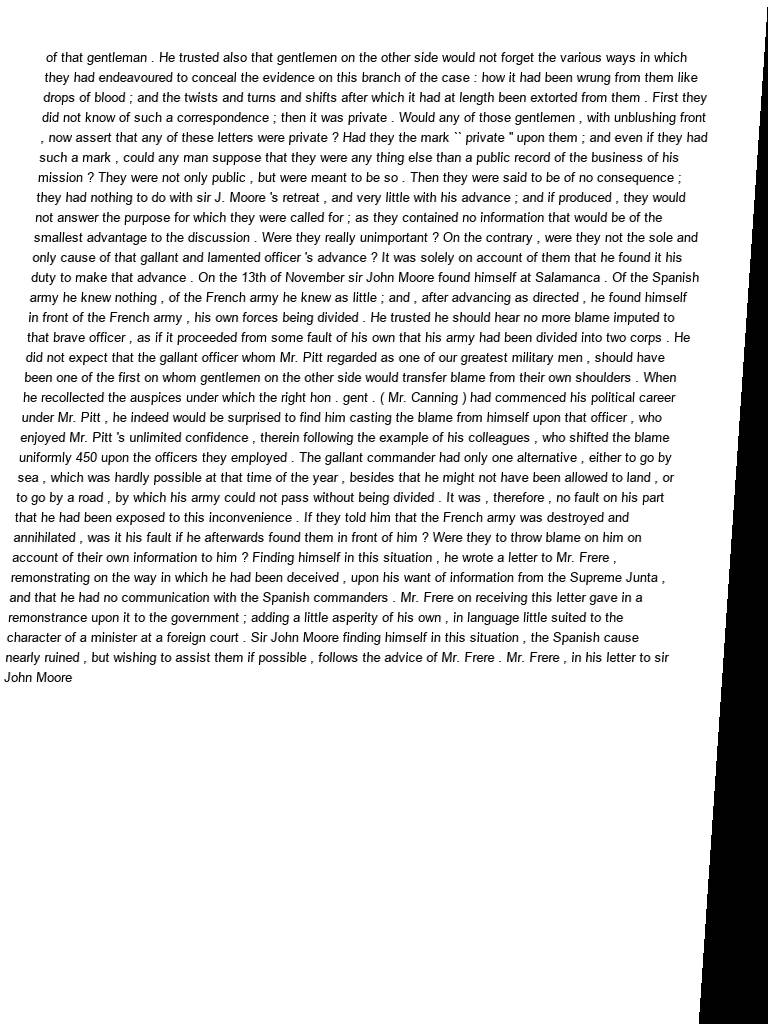 of that gentleman . He trusted also that gentlemen on the other side would not forget the various ways in which
they had endeavoured to conceal the evidence on this branch of the case : how it had been wrung from them like
drops of blood ; and the twists and turns and shifts after which it had at length been extorted from them . First they
did not know of such a correspondence ; then it was private . Would any of those gentlemen , with unblushing front
, now assert that any of these letters were private ? Had they the mark `` private '' upon them ; and even if they had
such a mark , could any man suppose that they were any thing else than a public record of the business of his
mission ? They were not only public , but were meant to be so . Then they were said to be of no consequence ;
they had nothing to do with sir J. Moore 's retreat , and very little with his advance ; and if produced , they would
not answer the purpose for which they were called for ; as they contained no information that would be of the
smallest advantage to the discussion . Were they really unimportant ? On the contrary , were they not the sole and
only cause of that gallant and lamented officer 's advance ? It was solely on account of them that he found it his
duty to make that advance . On the 13th of November sir John Moore found himself at Salamanca . Of the Spanish
army he knew nothing , of the French army he knew as little ; and , after advancing as directed , he found himself
in front of the French army , his own forces being divided . He trusted he should hear no more blame imputed to
that brave officer , as if it proceeded from some fault of his own that his army had been divided into two corps . He
did not expect that the gallant officer whom Mr. Pitt regarded as one of our greatest military men , should have
been one of the first on whom gentlemen on the other side would transfer blame from their own shoulders . When
he recollected the auspices under which the right hon . gent . ( Mr. Canning ) had commenced his political career
under Mr. Pitt , he indeed would be surprised to find him casting the blame from himself upon that officer , who
enjoyed Mr. Pitt 's unlimited confidence , therein following the example of his colleagues , who shifted the blame
uniformly 450 upon the officers they employed . The gallant commander had only one alternative , either to go by
sea , which was hardly possible at that time of the year , besides that he might not have been allowed to land , or
to go by a road , by which his army could not pass without being divided . It was , therefore , no fault on his part
that he had been exposed to this inconvenience . If they told him that the French army was destroyed and
annihilated , was it his fault if he afterwards found them in front of him ? Were they to throw blame on him on
account of their own information to him ? Finding himself in this situation , he wrote a letter to Mr. Frere ,
remonstrating on the way in which he had been deceived , upon his want of information from the Supreme Junta ,
and that he had no communication with the Spanish commanders . Mr. Frere on receiving this letter gave in a
remonstrance upon it to the government ; adding a little asperity of his own , in language little suited to the
character of a minister at a foreign court . Sir John Moore finding himself in this situation , the Spanish cause
nearly ruined , but wishing to assist them if possible , follows the advice of Mr. Frere . Mr. Frere , in his letter to sir
John Moore